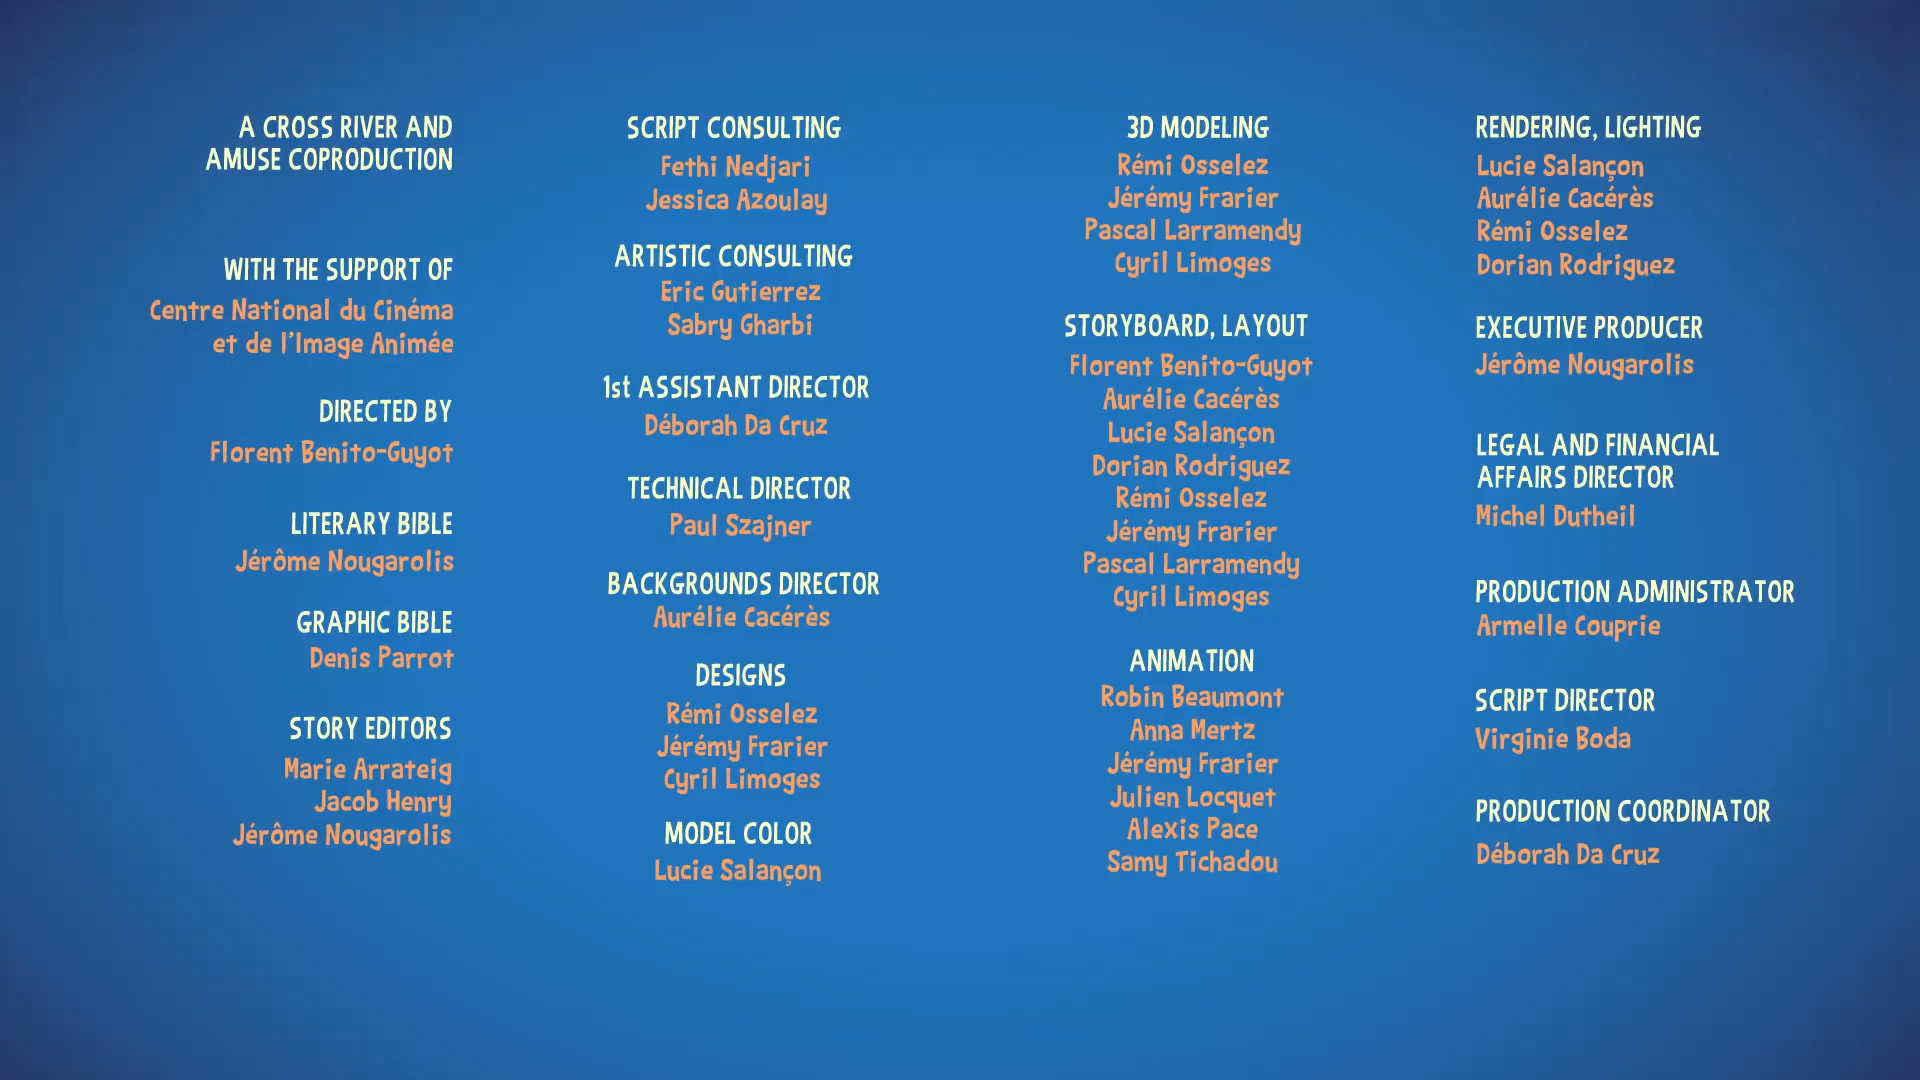 A CROSS RIVER AND
AMUSE COPRODUCTION
WITH THE SUPPORT OF
Centre National du Cinéma
et de l'Image Animée
DIRECTED BY
Florent Benito-Guyot
LITERARY BIBLE
Jérôme Nougarolis
GRAPHIC BIBLE
Denis Parrot
STORY EDITORS
Marie Arrateig
Jacob Henry
Jérôme Nougarolis
SCRIPT CONSULTING
Fethi Nedjari
Jessica Azoulay
ARTISTIC CONSULTING
Eric Gutierrez
Sabry Gharbi
1st ASSISTANT DIRECTOR
Déborah Da Cruz
TECHNICAL DIRECTOR
Paul Szajner
BACKGROUNDS DIRECTOR
Aurélie Cacérès
DESIGNS
Rémi Osselez
Jérémy Frarier
Cyril Limoges
MODEL COLOR
Lucie Salançon
3D MODELING
Rémi Osselez
Jérémy Frarier
Pascal Larramendy
Cyril Limoges
STORYBOARD, LAYOUT
Florent Benito-Guyot
Aurélie Cacérès
Lucie Salançon
Dorian Rodriguez
Rémi Osselez
Jérémy Frarier
Pascal Larramendy
Cyril Limoges
ANIMATION
Robin Beaumont
Anna Mertz
Jérémy Frarier
Julien Locquet
Alexis Pace
Samy Tichadou
RENDERING, LIGHTING
Lucie Salançon
Aurélie Cacérès
Rémi Osselez
Dorian Rodriguez
EXECUTIVE PRODUCER
Jérôme Nougarolis
LEGAL AND FINANCIAL
AFFAIRS DIRECTOR
Michel Dutheil
PRODUCTION ADMINISTRATOR
Armelle Couprie
SCRIPT DIRECTOR
Virginie Boda
PRODUCTION COORDINATOR
Déborah Da Cruz